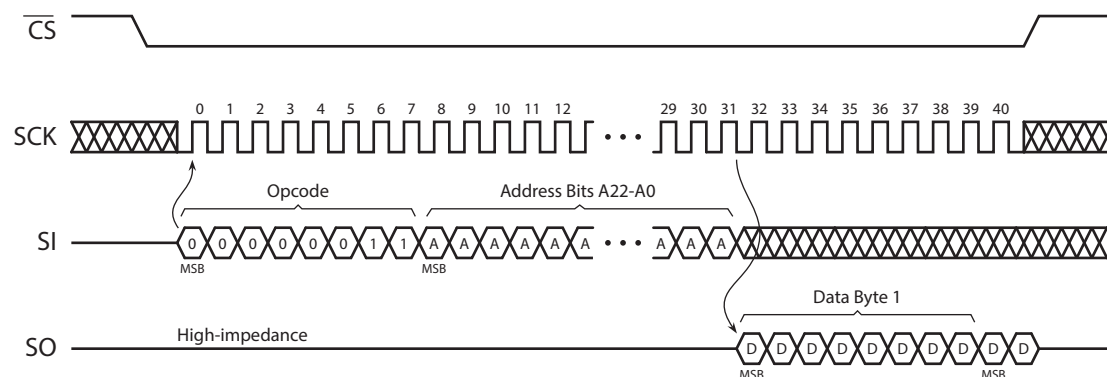 CS
0 1 2 3 4 5 6 7 8 9 10 11 12 29 30 31 32 33 34 35 36 37 38 39 40
SCK
Opcode Address Bits A22-A0
SI 0 0 0 0 0 0 1 1 A A A A A A A A A
MSB MSB
Data Byte 1
High-impedance
SO D D D D D D D D D D
MSB MSB